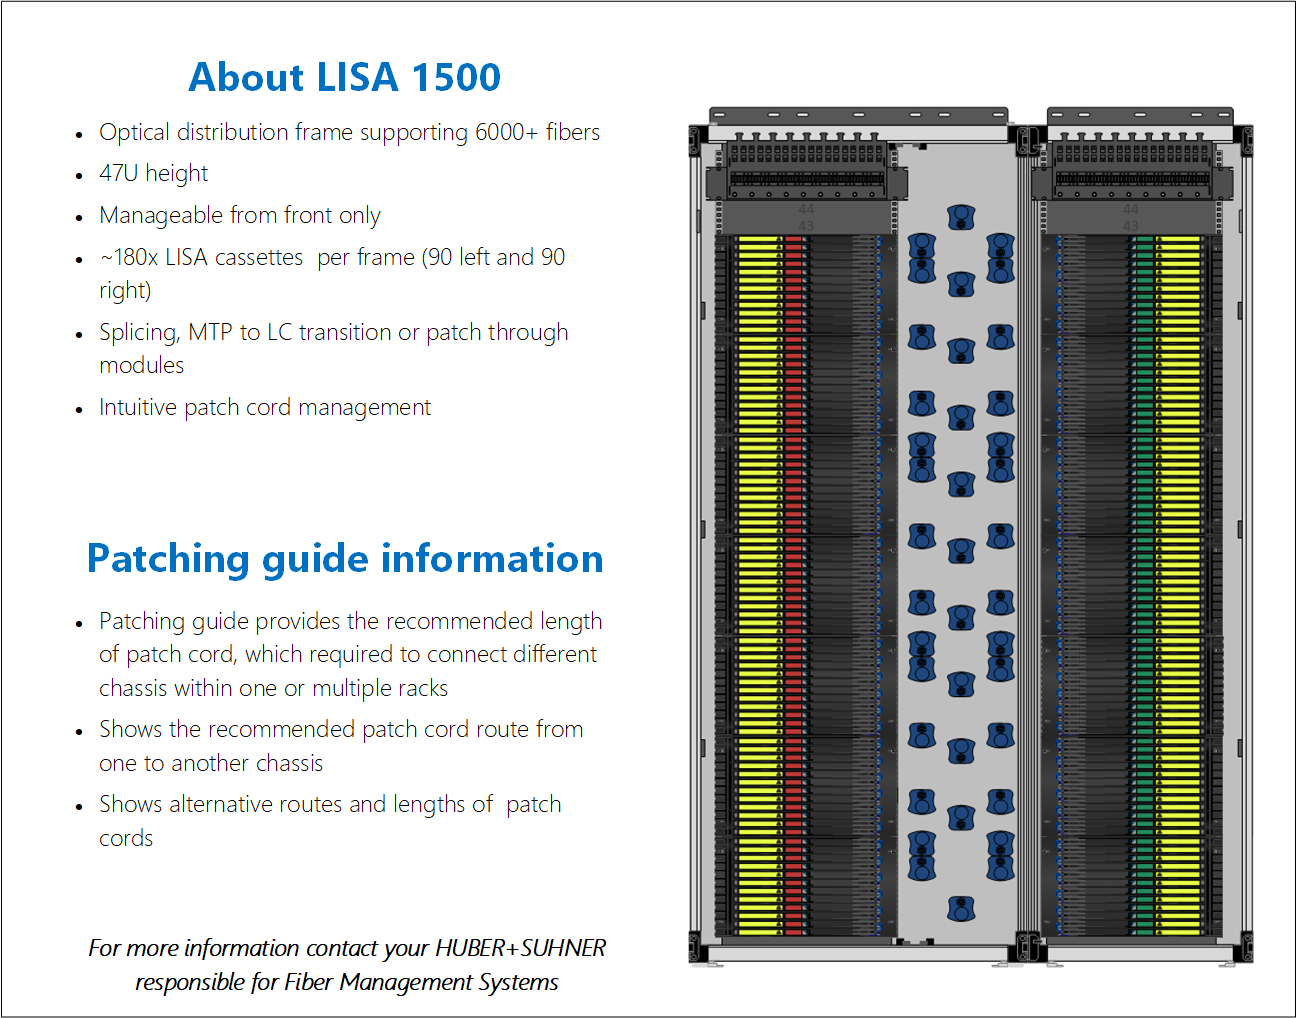 About LISA 1500
• Optical distribution frame supporting 6000+ fibers
• 47U height
• Manageable from front only
• ~180x LISA cassettes  per frame (90 left and 90
right)
• Splicing, MTP to LC transition or patch through
modules
• Intuitive patch cord management
Patching guide information
• Patching guide provides the recommended length
of patch cord, which required to connect different
chassis within one or multiple racks
• Shows the recommended patch cord route from
one to another chassis
• Shows alternative routes and lengths of  patch
cords
For more information contact your HUBER+SUHNER
responsible for Fiber Management Systems
44
43
44
43